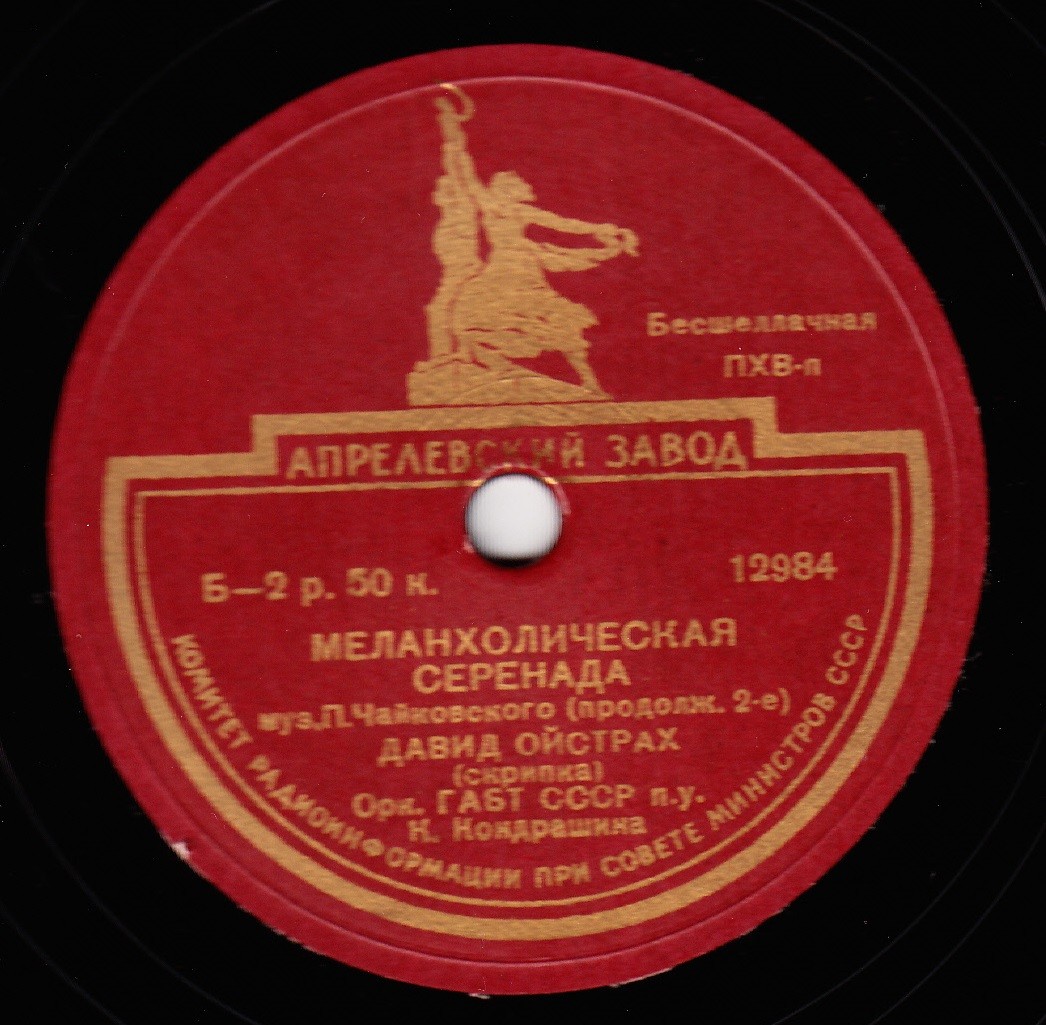 Бесшеллачная
ПХВ-п
АПРЕЛЕВСКИЙ ЗАВОД
Б—2 р. 50 к.
12984
МЕЛАНХОЛИЧЕСКАЯ
СЕРЕНАДА
муз.П.Чайковского (продолж. 2-е)
ДАВИД ОЙСТРАХ
(скрипка)
Орк. ГАБТ СССР п.у.
К. Кондрашина
КОМИТЕТ РАДИОИНФОРМАЦИИ ПРИ СОВЕТЕ МИНИСТРОВ СССР